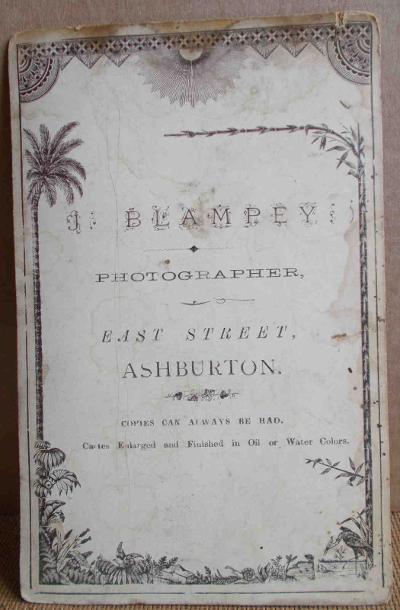 J. BLAMPEY.
PHOTOGRAPHER,
EAST STREET,
ASHBURTON.
COPIES CAN ALWAYS BE HAD.
Cartes Enlarged and Finished in Oil or Water Colors.